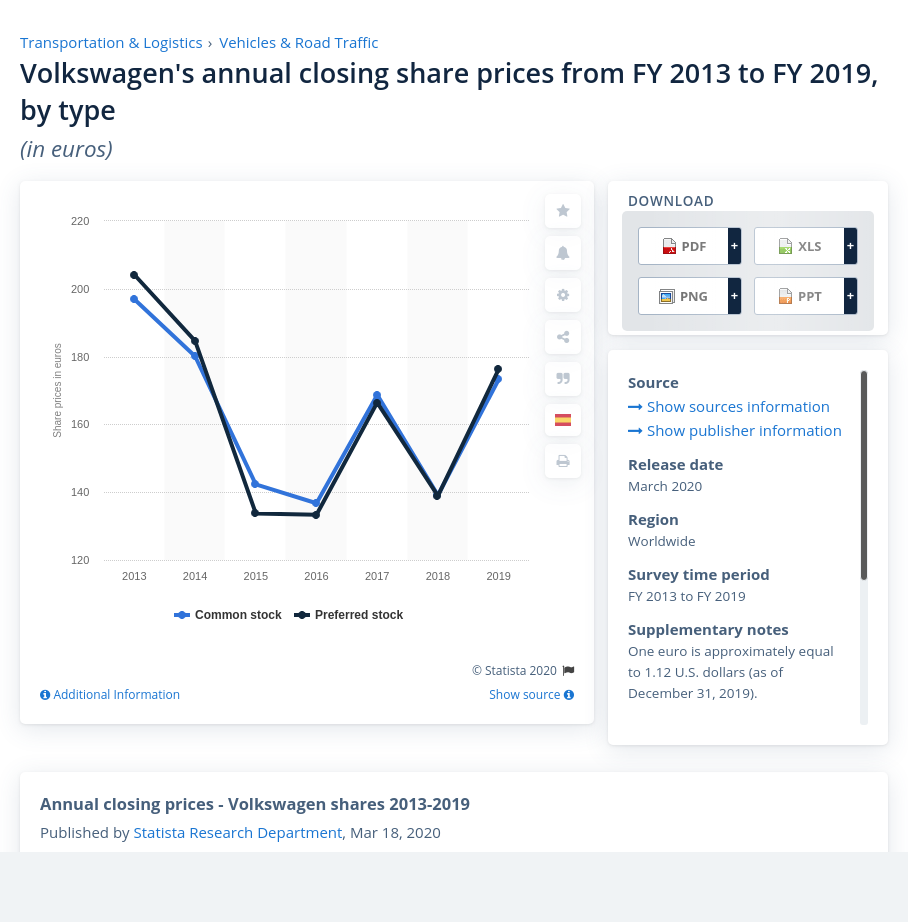 Transportation & Logistics › Vehicles & Road Traffic
Volkswagen's annual closing share prices from FY 2013 to FY 2019,
by type
(in euros)
220
200
180
160
140
120
Share prices in euros
2013 2014 2015 2016 2017 2018 2019
Common stock Preferred stock
© Statista 2020
Additional Information
Show source
DOWNLOAD
PDF + XLS +
PNG + PPT +
Source
Show sources information
Show publisher information
Release date
March 2020
Region
Worldwide
Survey time period
FY 2013 to FY 2019
Supplementary notes
One euro is approximately equal
to 1.12 U.S. dollars (as of
December 31, 2019).
Annual closing prices - Volkswagen shares 2013-2019
Published by Statista Research Department, Mar 18, 2020